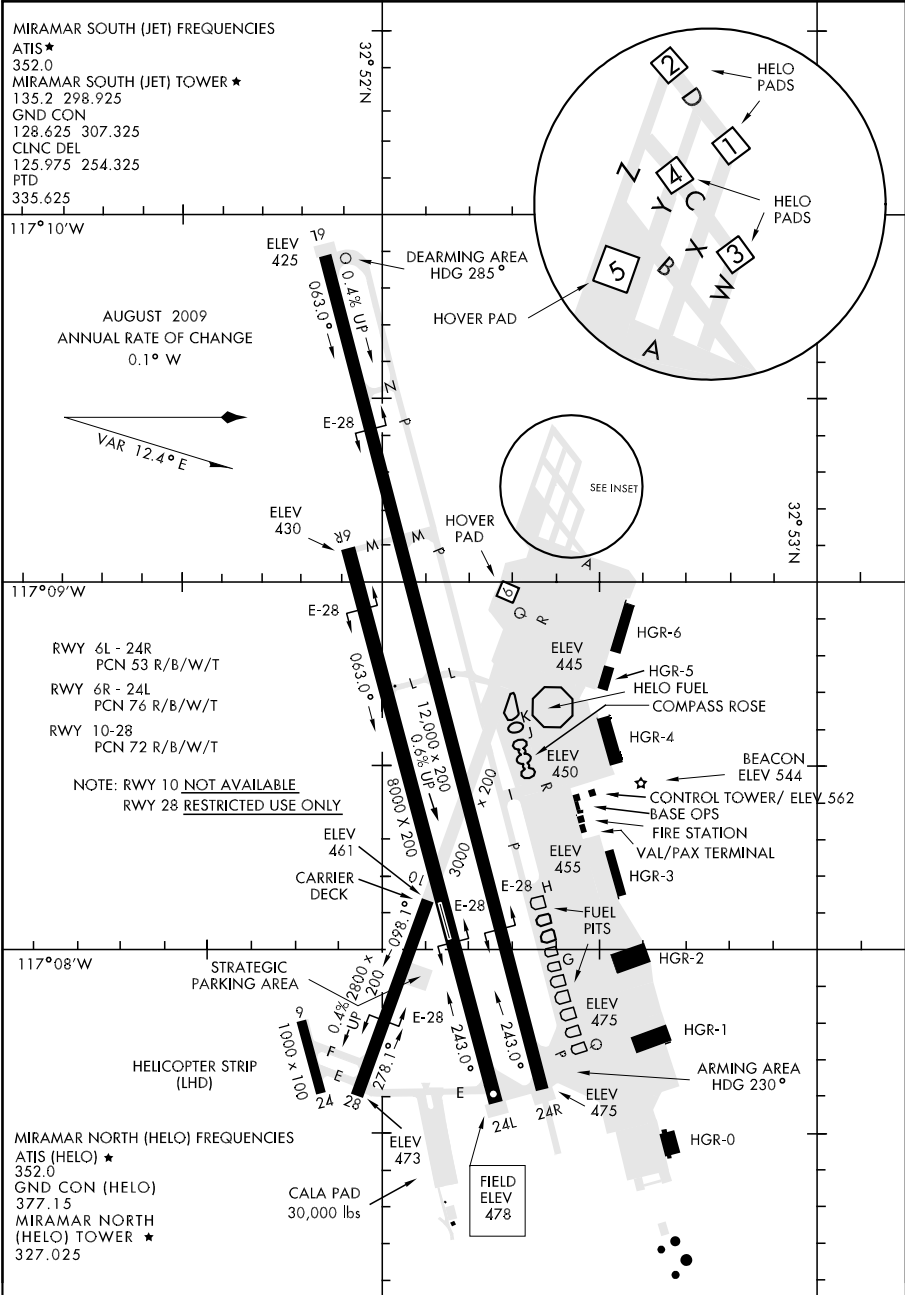 MIRAMAR SOUTH (JET) FREQUENCIES
ATIS ★
352.0
MIRAMAR SOUTH (JET) TOWER ★
135.2 298.925
GND CON
128.625 307.325
CLNC DEL
125.975 254.325
PTD
335.625
32°52'N
2
D
HELO
PADS
1
Z
4
Y
C
HELO
PADS
X
3
5
B
W
HOVER PAD
A
117°10'W
ELEV
425
6L
DEARMING AREA
HDG 285°
0.4% UP
063.0°
AUGUST 2009
ANNUAL RATE OF CHANGE
0.1° W
VAR 12.4° E
N
P
E-28
SEE INSET
32°53'N
ELEV
430
6R
W
W
P
HOVER
PAD
A
117°09'W
6
E-28
Q
R
RWY 6L - 24R
PCN 53 R/B/W/T
RWY 6R - 24L
PCN 76 R/B/W/T
RWY 10-28
PCN 72 R/B/W/T
NOTE: RWY 10 NOT AVAILABLE
RWY 28 RESTRICTED USE ONLY
063.0°
L
L
12,000 x 200
0.6% UP
8000 X 200
3000
x 200
ELEV
445
HGR-6
HGR-5
HELO FUEL
COMPASS ROSE
K
J
HGR-4
ELEV
450
R
I
P
BEACON
ELEV 544
CONTROL TOWER/ ELEV 562
BASE OPS
FIRE STATION
VAL/PAX TERMINAL
ELEV
461
10
CARRIER
DECK
ELEV
455
HGR-3
E-28
E-28
H
FUEL
PITS
098.1°
117°08'W
STRATEGIC
PARKING AREA
0.4%
UP
2800 x
200
G
HGR-2
ELEV
475
E-28
HGR-1
9
1000 x 100
24
F
E
278.1°
28
243.0°
243.0°
P
HELICOPTER STRIP
(LHD)
ARMING AREA
HDG 230°
E
24L
24R
ELEV
475
ELEV
473
HGR-0
MIRAMAR NORTH (HELO) FREQUENCIES
ATIS (HELO) ★
352.0
GND CON (HELO)
377.15
MIRAMAR NORTH
(HELO) TOWER ★
327.025
CALA PAD
30,000 lbs
FIELD
ELEV
478